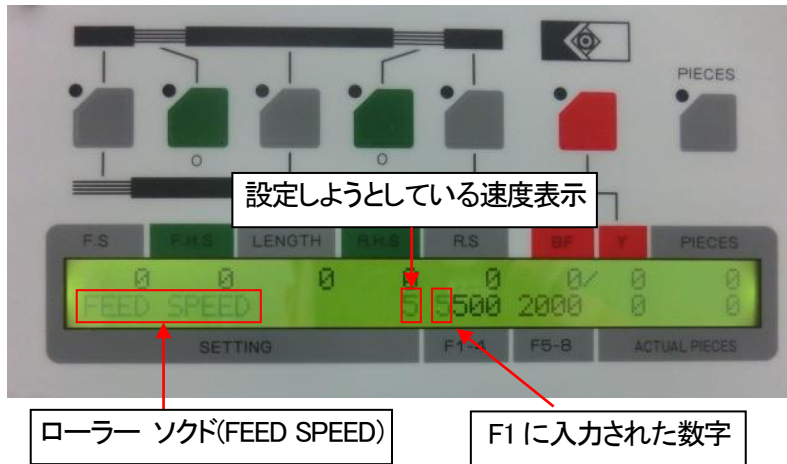 PIECES
O O
設定しようとしている速度表示
F.S F.H.S LENGTH R.H.S R.S BF Y PIECES
0 0 0 0 0 0/ 0 0
FEED SPEED 5 5500 2000 0 0
SETTING F1-4 F5-8 ACTUAL PIECES
ローラー ソクド(FEED SPEED)
F1に入力された数字